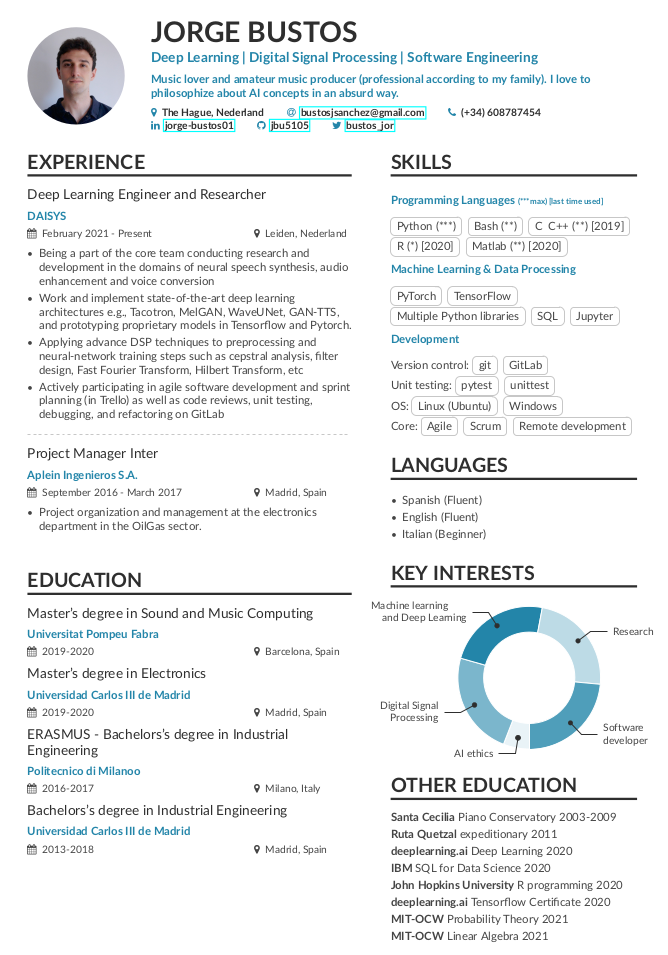 JORGE BUSTOS
Deep Learning | Digital Signal Processing | Software Engineering
Music lover and amateur music producer (professional according to my family). I love to
philosophize about AI concepts in an absurd way.
The Hague, Nederland @ bustosjsanchez@gmail.com (+34) 608787454
jorge-bustos01 jbu5105 bustos_jor
EXPERIENCE
Deep Learning Engineer and Researcher
DAISYS
February 2021 - Present Leiden, Nederland
• Being a part of the core team conducting research and
development in the domains of neural speech synthesis, audio
enhancement and voice conversion
• Work and implement state-of-the-art deep learning
architectures e.g., Tacotron, MelGAN, WaveUNet, GAN-TTS,
and prototyping proprietary models in Tensorflow and Pytorch.
• Applying advance DSP techniques to preprocessing and
neural-network training steps such as cepstral analysis, filter
design, Fast Fourier Transform, Hilbert Transform, etc
• Actively participating in agile software development and sprint
planning (in Trello) as well as code reviews, unit testing,
debugging, and refactoring on GitLab
Project Manager Inter
Aplein Ingenieros S.A.
September 2016 - March 2017 Madrid, Spain
• Project organization and management at the electronics
department in the OilGas sector.
EDUCATION
Master's degree in Sound and Music Computing
Universitat Pompeu Fabra
2019-2020 Barcelona, Spain
Master's degree in Electronics
Universidad Carlos III de Madrid
2019-2020 Madrid, Spain
ERASMUS - Bachelors's degree in Industrial
Engineering
Politecnico di Milanoo
2016-2017 Milano, Italy
Bachelors's degree in Industrial Engineering
Universidad Carlos III de Madrid
2013-2018 Madrid, Spain
SKILLS
Programming Languages (*** max) [last time used]
Python (***) Bash (**) C C++ (**) [2019]
R (*) [2020] Matlab (**) [2020]
Machine Learning & Data Processing
PyTorch TensorFlow
Multiple Python libraries SQL Jupyter
Development
Version control: git GitLab
Unit testing: pytest unittest
OS: Linux (Ubuntu) Windows
Core: Agile Scrum Remote development
LANGUAGES
• Spanish (Fluent)
• English (Fluent)
• Italian (Beginner)
KEY INTERESTS
Machine learning
and Deep Learning
Research
Digital Signal
Processing
Software
developer
AI ethics
OTHER EDUCATION
Santa Cecilia Piano Conservatory 2003-2009
Ruta Quetzal expeditionary 2011
deeplearning.ai Deep Learning 2020
IBM SQL for Data Science 2020
John Hopkins University R programming 2020
deeplearning.ai Tensorflow Certificate 2020
MIT-OCW Probability Theory 2021
MIT-OCW Linear Algebra 2021